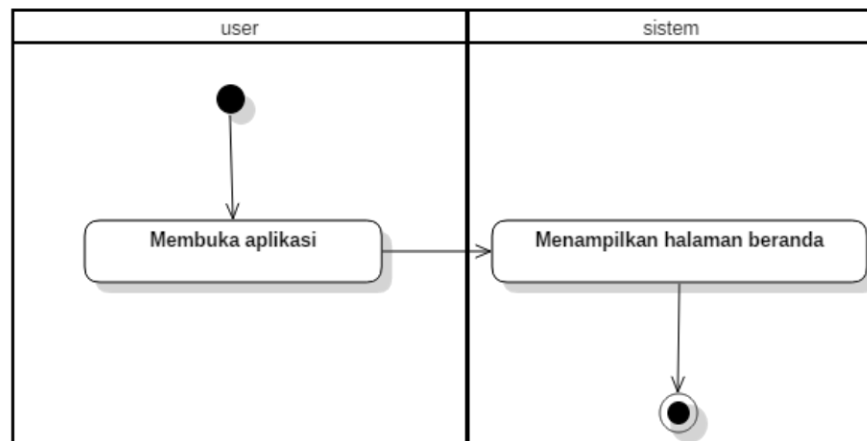 user
sistem
Membuka aplikasi
Menampilkan halaman beranda